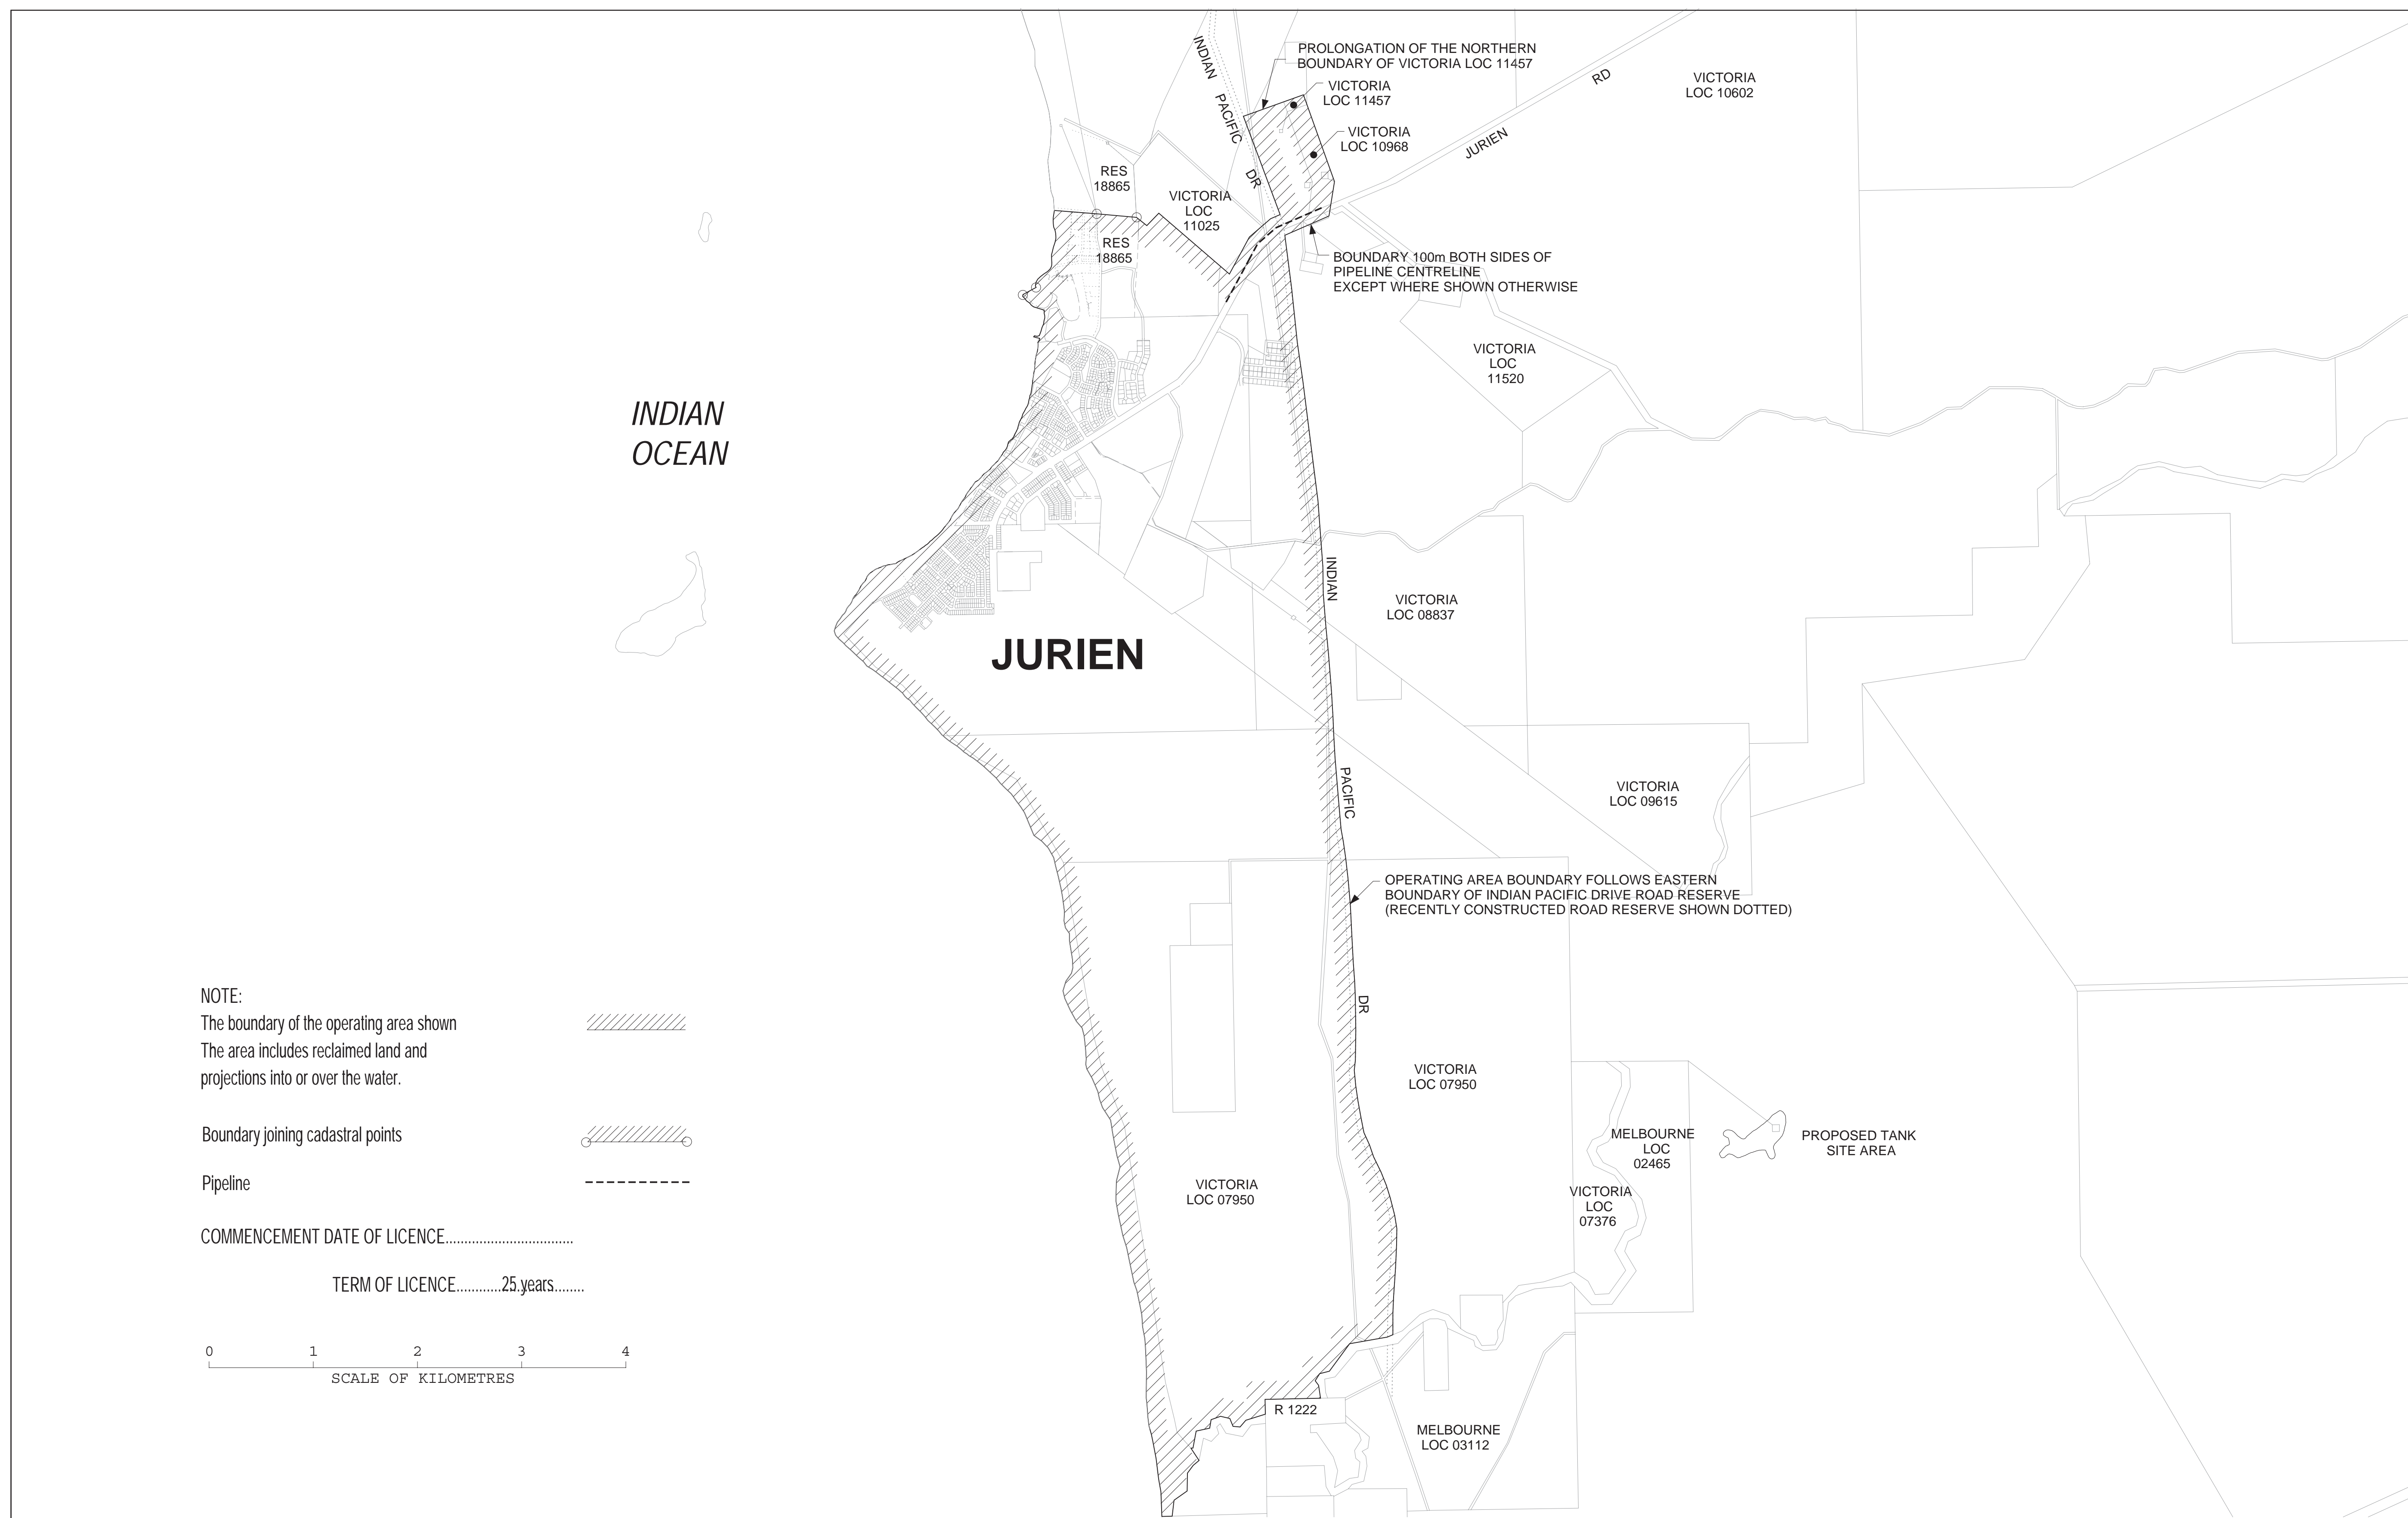 PROLONGATION OF THE NORTHERN
BOUNDARY OF VICTORIA LOC 11457
VICTORIA
LOC 11457
VICTORIA
LOC 10968
INDIAN PACIFIC DR
JURIEN RD
VICTORIA
LOC 10602
RES
18865
VICTORIA
LOC
11025
RES
18865
BOUNDARY 100m BOTH SIDES OF
PIPELINE CENTRELINE
EXCEPT WHERE SHOWN OTHERWISE
VICTORIA
LOC
11520
INDIAN
OCEAN
INDIAN PACIFIC DR
VICTORIA
LOC 08837
JURIEN
VICTORIA
LOC 09615
OPERATING AREA BOUNDARY FOLLOWS EASTERN
BOUNDARY OF INDIAN PACIFIC DRIVE ROAD RESERVE
(RECENTLY CONSTRUCTED ROAD RESERVE SHOWN DOTTED)
VICTORIA
LOC 07950
MELBOURNE
LOC
02465
PROPOSED TANK
SITE AREA
VICTORIA
LOC 07950
VICTORIA
LOC
07376
R 1222
MELBOURNE
LOC 03112
NOTE:
The boundary of the operating area shown
The area includes reclaimed land and
projections into or over the water.
Boundary joining cadastral points
Pipeline
COMMENCEMENT DATE OF LICENCE..................................
TERM OF LICENCE............25 years........
0 1 2 3 4
SCALE OF KILOMETRES